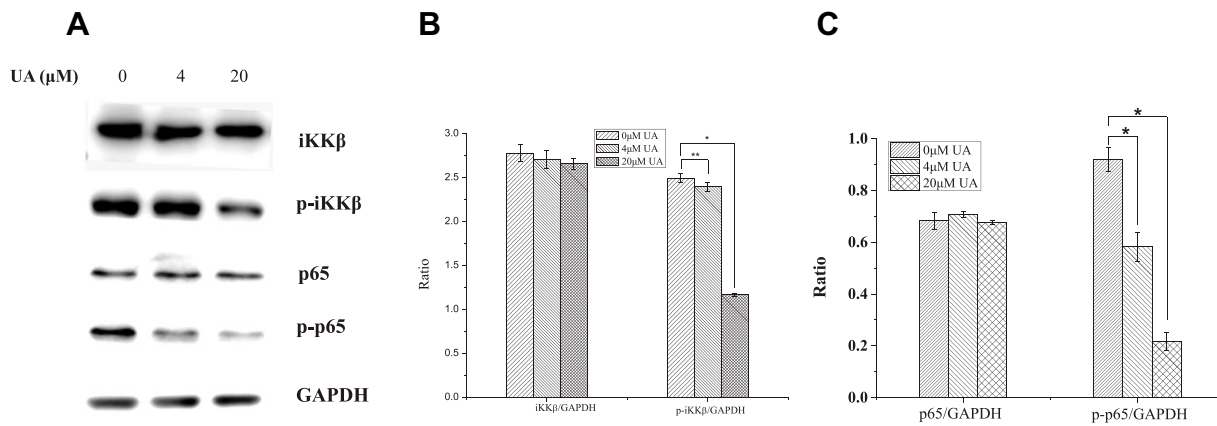 A
UA (μM) 0 4 20
iKKβ
p-iKKβ
p65
p-p65
GAPDH
B
3.0
2.5
2.0
1.5
1.0
0.5
0.0
Ratio
0μM UA
4μM UA
20μM UA
*
**
iKKβ/GAPDH p-iKKβ/GAPDH
C
1.0
0.8
0.6
0.4
0.2
0.0
Ratio
0μM UA
4μM UA
20μM UA
*
*
p65/GAPDH p-p65/GAPDH